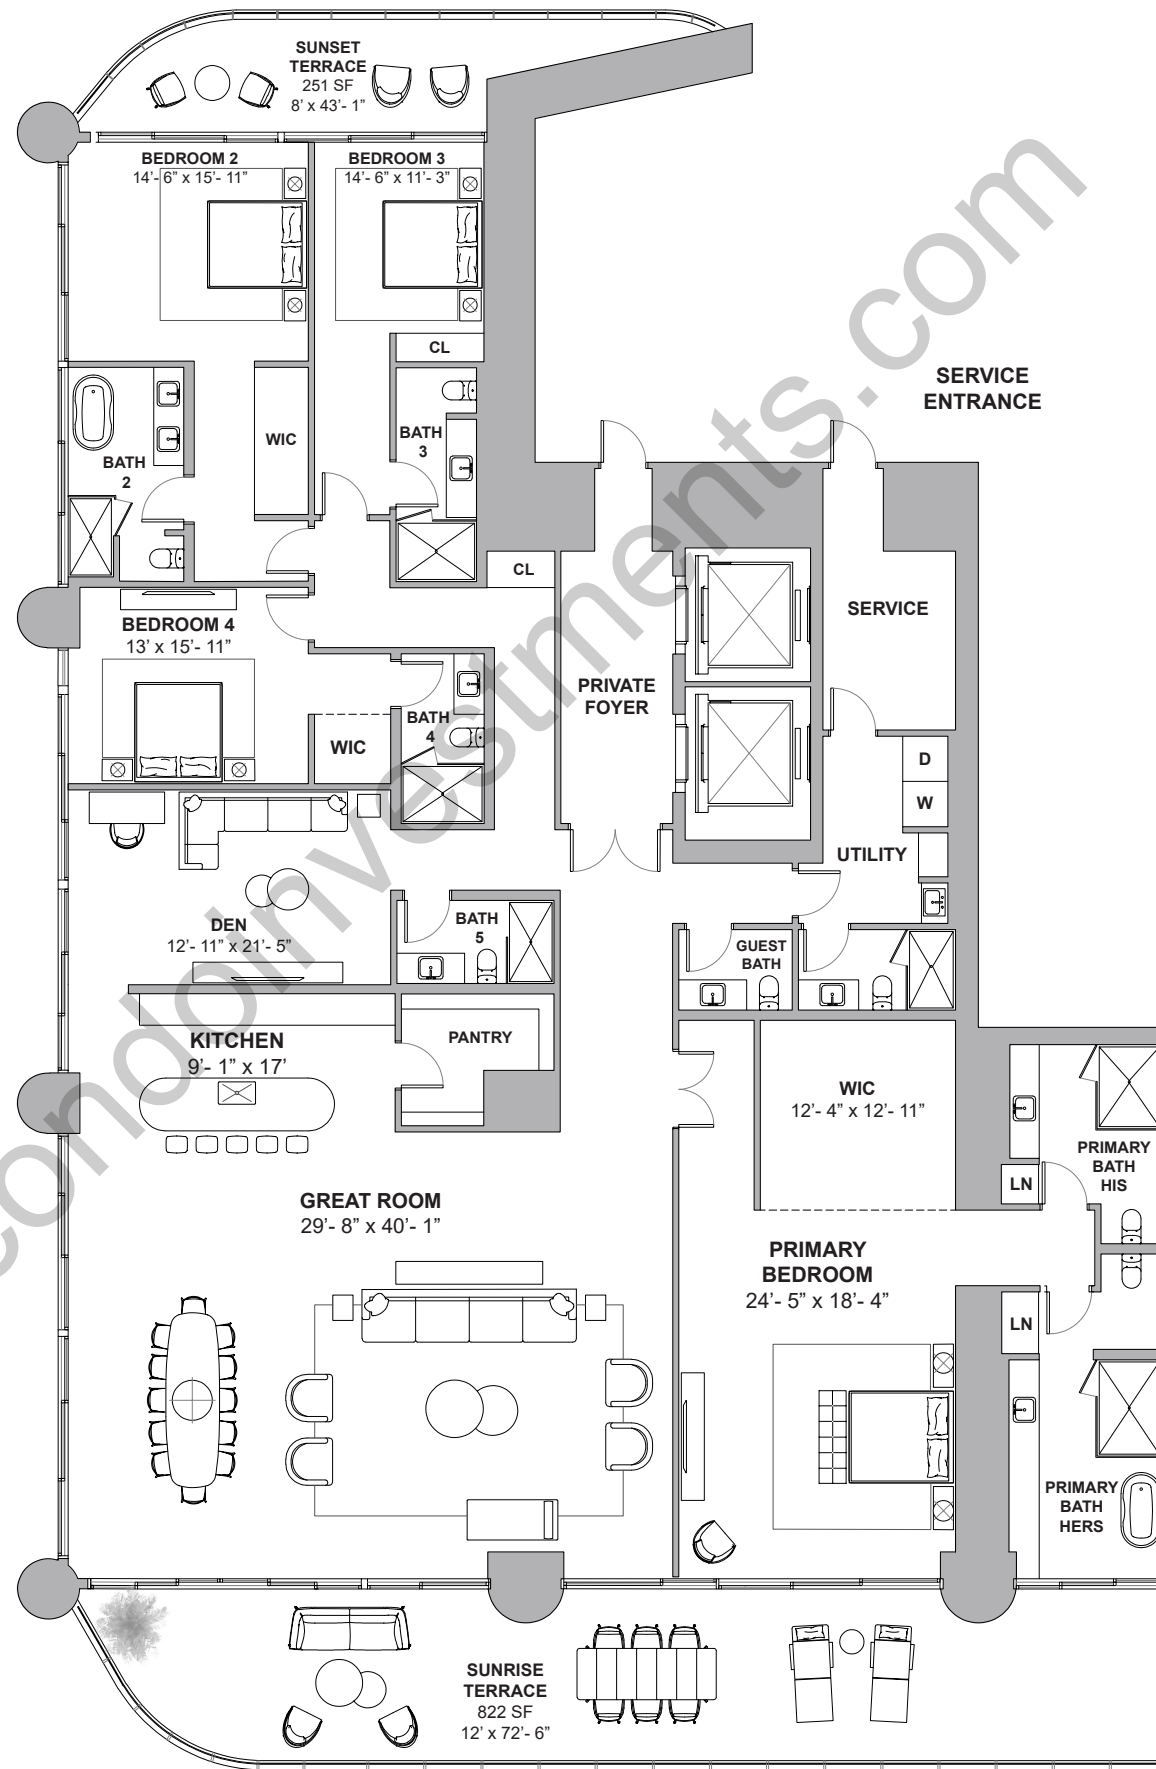 SUNSET
TERRACE
251 SF
8' x 43'- 1”
BEDROOM 2
14'- 6” x 15'- 11”
BEDROOM 3
14'- 6” x 11'- 3”
CL
SERVICE
ENTRANCE
WIC
BATH
3
BATH
2
CL
SERVICE
BEDROOM 4
13’ x 15’- 11”
PRIVATE
FOYER
BATH
4
WIC
D
W
UTILITY
DEN
12’- 11” x 21’- 5”
BATH
5
GUEST
BATH
KITCHEN
9’- 1” x 17’
PANTRY
WIC
12’- 4” x 12’- 11”
PRIMARY
BATH
HIS
LN
GREAT ROOM
29’- 8” x 40’- 1”
PRIMARY
BEDROOM
24’- 5” x 18’- 4”
LN
PRIMARY
BATH
HERS
SUNRISE
TERRACE
822 SF
12’ x 72’- 6”
condoinvestments.com